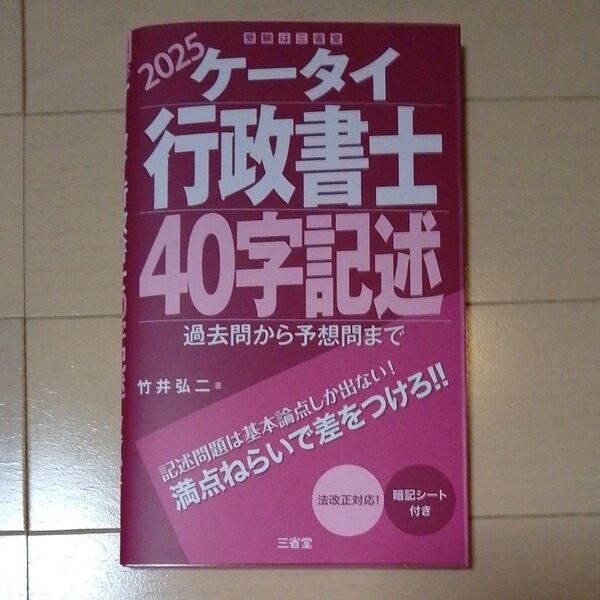 受験は三省堂
2025
ケータイ
行政書士
40字記述
過去問から予想問まで
竹井弘二 著
記述問題は基本論点しか出ない!
満点ねらいで差をつけろ!!
法改正対応!
暗記シート
付き
三省堂